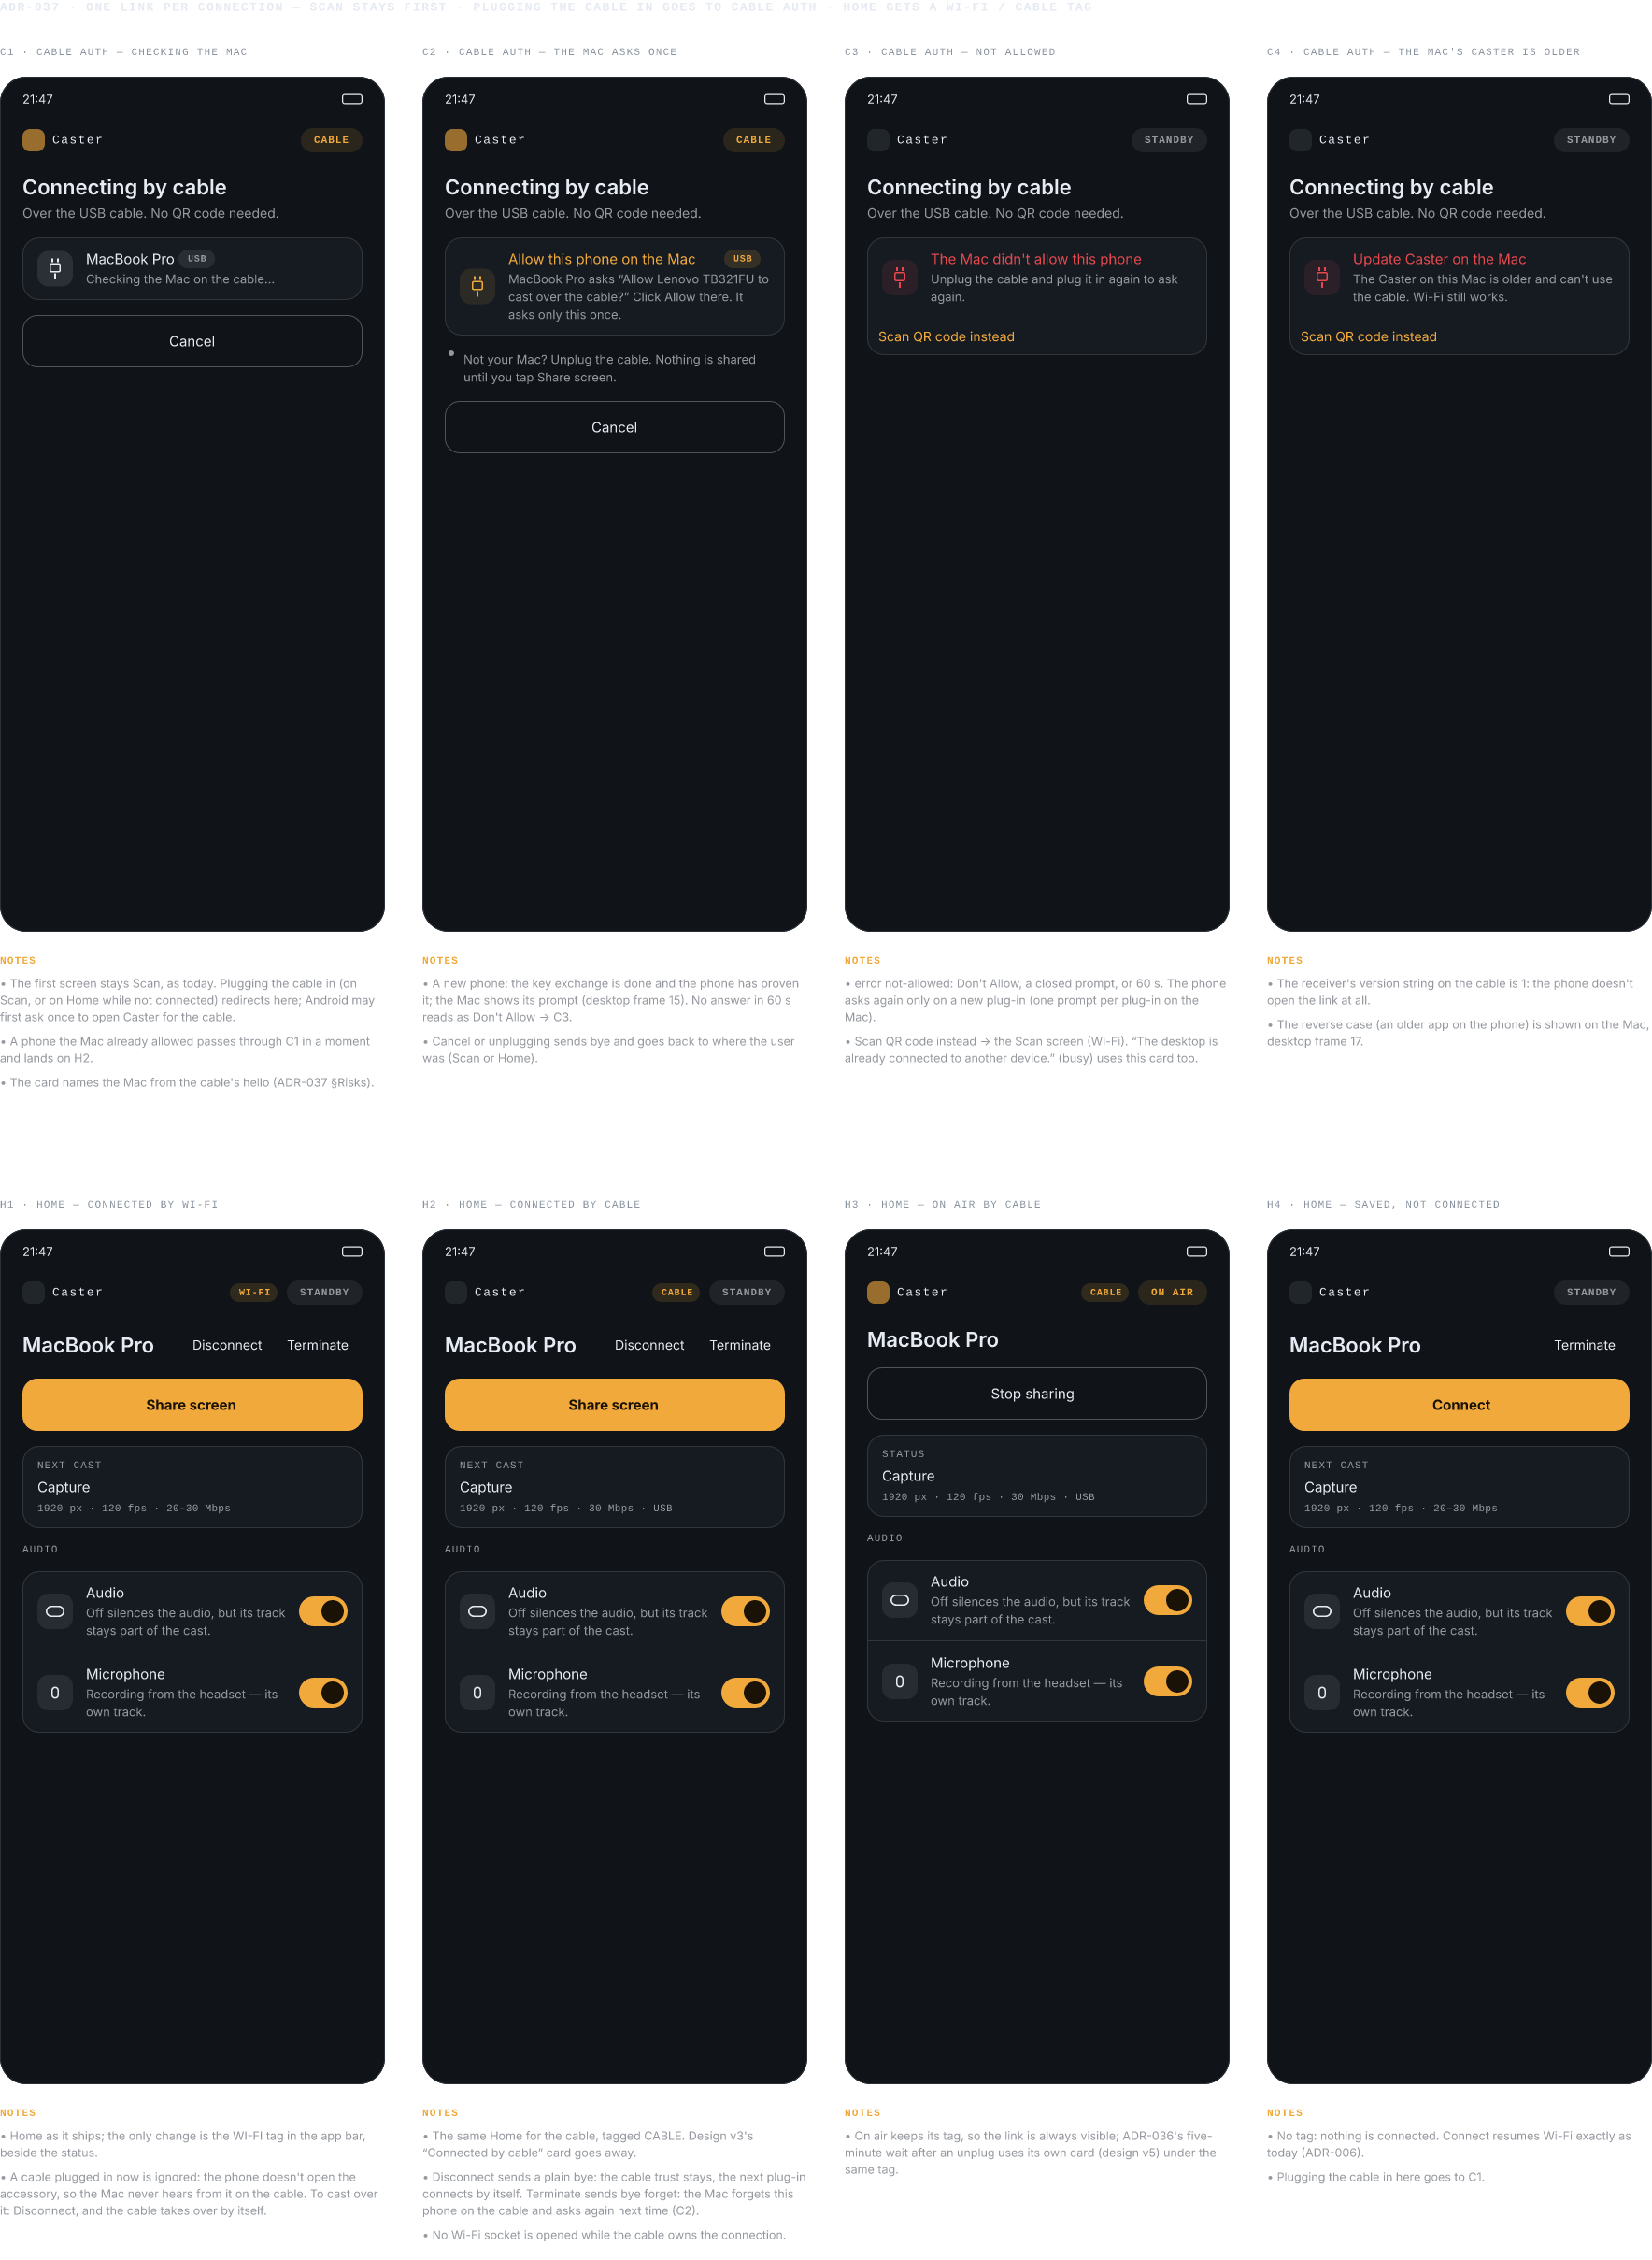 ADR-037 · ONE LINK PER CONNECTION — SCAN STAYS FIRST · PLUGGING THE CABLE IN GOES TO CABLE AUTH · HOME GETS A WI-FI / CABLE TAG
C1 · CABLE AUTH — CHECKING THE MAC
21:47
Caster
CABLE
Connecting by cable
Over the USB cable. No QR code needed.
MacBook Pro
USB
Checking the Mac on the cable…
Cancel
NOTES
• The first screen stays Scan, as today. Plugging the cable in (on
Scan, or on Home while not connected) redirects here; Android may
first ask once to open Caster for the cable.
• A phone the Mac already allowed passes through C1 in a moment
and lands on H2.
• The card names the Mac from the cable's hello (ADR-037 §Risks).
C2 · CABLE AUTH — THE MAC ASKS ONCE
21:47
Caster
CABLE
Connecting by cable
Over the USB cable. No QR code needed.
Allow this phone on the Mac
USB
MacBook Pro asks “Allow Lenovo TB321FU to
cast over the cable?” Click Allow there. It
asks only this once.
Not your Mac? Unplug the cable. Nothing is shared
until you tap Share screen.
Cancel
NOTES
• A new phone: the key exchange is done and the phone has proven
it; the Mac shows its prompt (desktop frame 15). No answer in 60 s
reads as Don't Allow → C3.
• Cancel or unplugging sends bye and goes back to where the user
was (Scan or Home).
C3 · CABLE AUTH — NOT ALLOWED
21:47
Caster
STANDBY
Connecting by cable
Over the USB cable. No QR code needed.
The Mac didn't allow this phone
Unplug the cable and plug it in again to ask
again.
Scan QR code instead
NOTES
• error not-allowed: Don't Allow, a closed prompt, or 60 s. The phone
asks again only on a new plug-in (one prompt per plug-in on the
Mac).
• Scan QR code instead → the Scan screen (Wi-Fi). “The desktop is
already connected to another device.” (busy) uses this card too.
C4 · CABLE AUTH — THE MAC'S CASTER IS OLDER
21:47
Caster
STANDBY
Connecting by cable
Over the USB cable. No QR code needed.
Update Caster on the Mac
The Caster on this Mac is older and can't use
the cable. Wi-Fi still works.
Scan QR code instead
NOTES
• The receiver's version string on the cable is 1: the phone doesn't
open the link at all.
• The reverse case (an older app on the phone) is shown on the Mac,
desktop frame 17.
H1 · HOME — CONNECTED BY WI-FI
21:47
Caster
WI-FI
STANDBY
MacBook Pro
Disconnect
Terminate
Share screen
NEXT CAST
Capture
1920 px · 120 fps · 20–30 Mbps
AUDIO
Audio
Off silences the audio, but its track
stays part of the cast.
Microphone
Recording from the headset — its
own track.
NOTES
• Home as it ships; the only change is the WI-FI tag in the app bar,
beside the status.
• A cable plugged in now is ignored: the phone doesn't open the
accessory, so the Mac never hears from it on the cable. To cast over
it: Disconnect, and the cable takes over by itself.
H2 · HOME — CONNECTED BY CABLE
21:47
Caster
CABLE
STANDBY
MacBook Pro
Disconnect
Terminate
Share screen
NEXT CAST
Capture
1920 px · 120 fps · 30 Mbps · USB
AUDIO
Audio
Off silences the audio, but its track
stays part of the cast.
Microphone
Recording from the headset — its
own track.
NOTES
• The same Home for the cable, tagged CABLE. Design v3's
“Connected by cable” card goes away.
• Disconnect sends a plain bye: the cable trust stays, the next plug-in
connects by itself. Terminate sends bye forget: the Mac forgets this
phone on the cable and asks again next time (C2).
• No Wi-Fi socket is opened while the cable owns the connection.
H3 · HOME — ON AIR BY CABLE
21:47
Caster
CABLE
ON AIR
MacBook Pro
Stop sharing
STATUS
Capture
1920 px · 120 fps · 30 Mbps · USB
AUDIO
Audio
Off silences the audio, but its track
stays part of the cast.
Microphone
Recording from the headset — its
own track.
NOTES
• On air keeps its tag, so the link is always visible; ADR-036's five-
minute wait after an unplug uses its own card (design v5) under the
same tag.
H4 · HOME — SAVED, NOT CONNECTED
21:47
Caster
STANDBY
MacBook Pro
Terminate
Connect
NEXT CAST
Capture
1920 px · 120 fps · 20–30 Mbps
AUDIO
Audio
Off silences the audio, but its track
stays part of the cast.
Microphone
Recording from the headset — its
own track.
NOTES
• No tag: nothing is connected. Connect resumes Wi-Fi exactly as
today (ADR-006).
• Plugging the cable in here goes to C1.